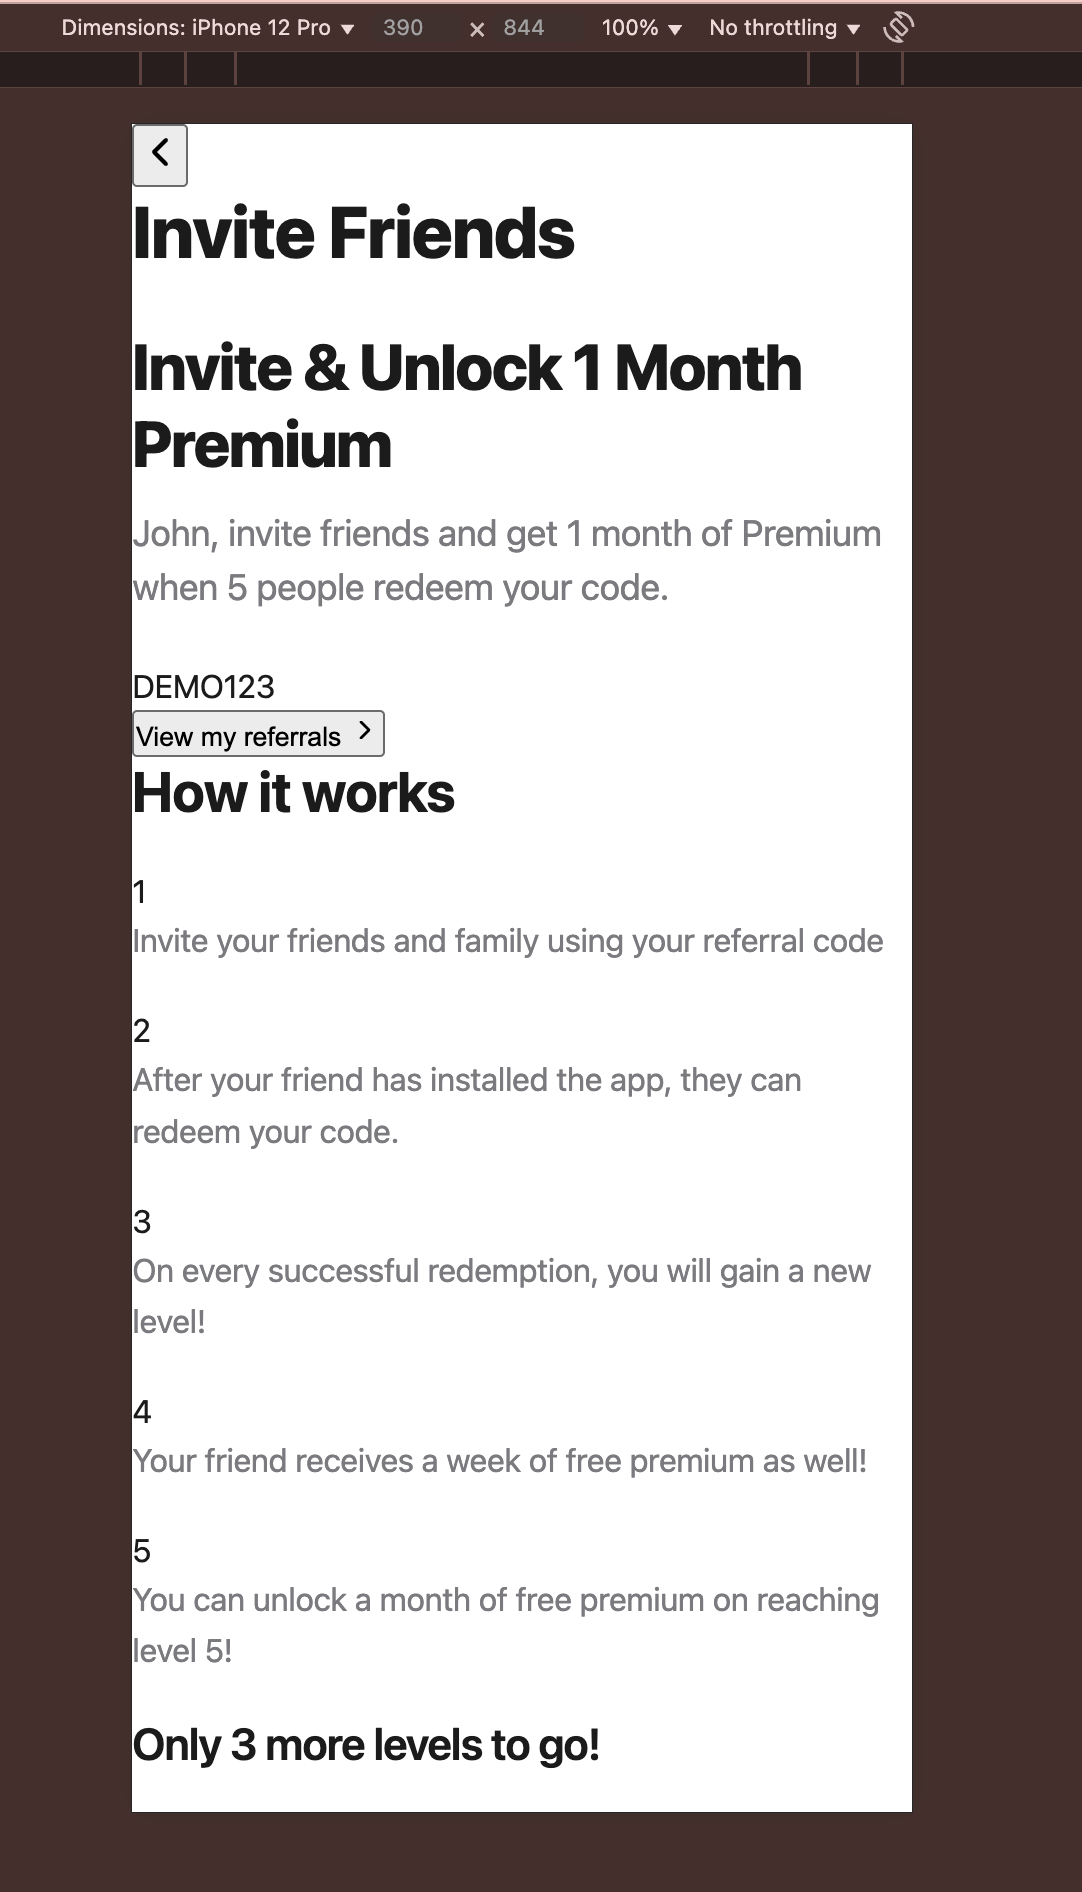 Dimensions: iPhone 12 Pro 390 × 844 100% No throttling
Invite Friends
Invite & Unlock 1 Month
Premium
John, invite friends and get 1 month of Premium
when 5 people redeem your code.
DEMO123
View my referrals
How it works
1
Invite your friends and family using your referral code
2
After your friend has installed the app, they can
redeem your code.
3
On every successful redemption, you will gain a new
level!
4
Your friend receives a week of free premium as well!
5
You can unlock a month of free premium on reaching
level 5!
Only 3 more levels to go!